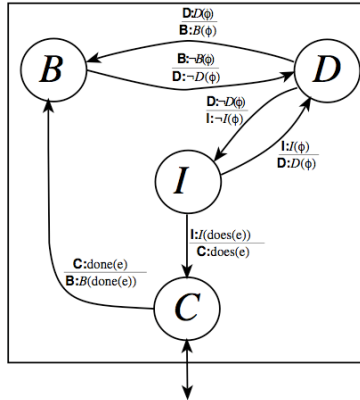 D:D(ϕ)
B:B(ϕ)
B
D
B:¬B(ϕ)
D:¬D(ϕ)
D:¬D(ϕ)
I:¬I(ϕ)
I
I:I(ϕ)
D:D(ϕ)
I:I(does(e))
C:does(e)
C:done(e)
B:B(done(e))
C